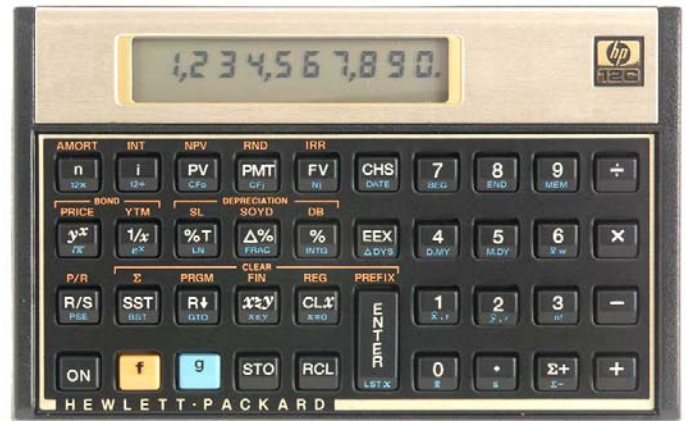 1,234,567,890.
hp
12C
AMORT INT NPV RND IRR
n i PV PMT FV CHS 7 8 9 ÷
12× 12÷ CFo CFj Nj DATE BEG END MEM
BOND DEPRECIATION
PRICE YTM SL SOYD DB
yˣ 1/x %T Δ% % EEX 4 5 6 ×
√x eˣ LN FRAC INTG ΔDYS D.MY M.DY x̄w
CLEAR
P/R Σ PRGM FIN REG PREFIX
R/S SST R↓ x≷y CLx ENTER 1 2 3 −
PSE BST GTO x≤y x=0 x̂,r ŷ,r n!
ON f g STO RCL 0 • Σ+ +
LST x x̄ s Σ−
HEWLETT·PACKARD